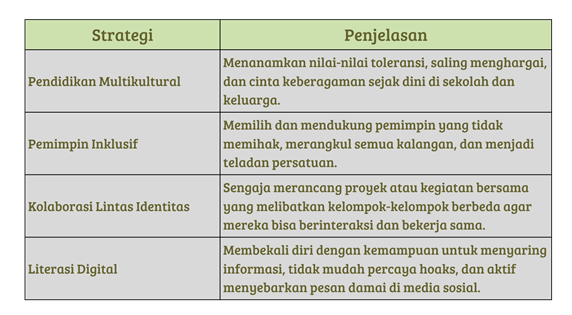 Strategi
Penjelasan
Pendidikan Multikultural
Menanamkan nilai-nilai toleransi, saling menghargai,
dan cinta keberagaman sejak dini di sekolah dan
keluarga.
Pemimpin Inklusif
Memilih dan mendukung pemimpin yang tidak
memihak, merangkul semua kalangan, dan menjadi
teladan persatuan.
Kolaborasi Lintas Identitas
Sengaja merancang proyek atau kegiatan bersama
yang melibatkan kelompok-kelompok berbeda agar
mereka bisa berinteraksi dan bekerja sama.
Literasi Digital
Membekali diri dengan kemampuan untuk menyaring
informasi, tidak mudah percaya hoaks, dan aktif
menyebarkan pesan damai di media sosial.